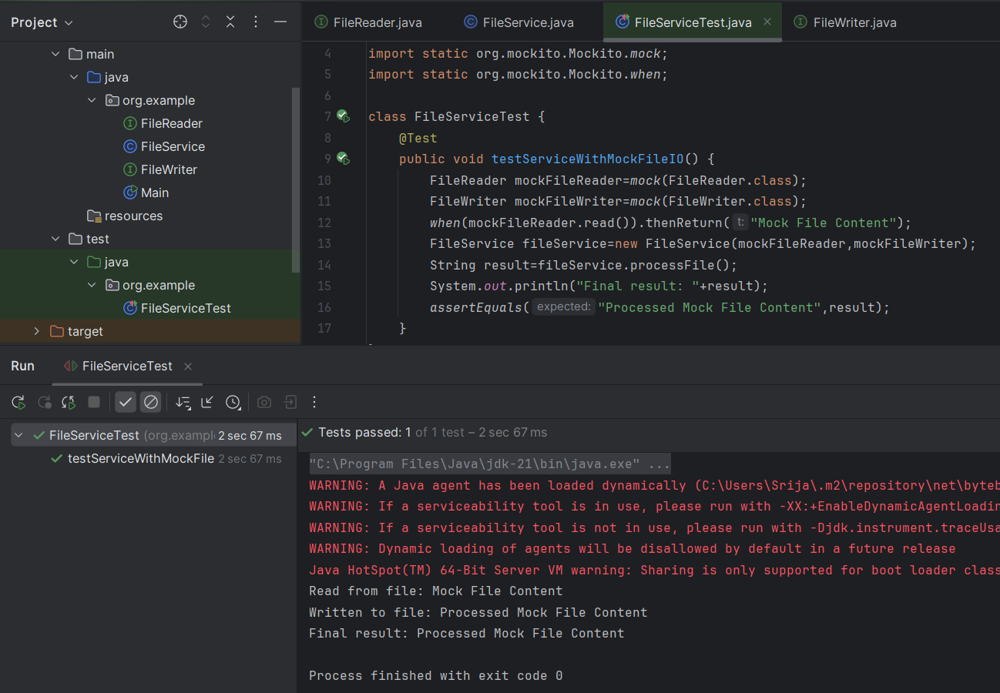 Project
FileReader.java
FileService.java
FileServiceTest.java
FileWriter.java
main
java
org.example
FileReader
FileService
FileWriter
Main
resources
test
java
org.example
FileServiceTest
target
4 import static org.mockito.Mockito.mock;
5 import static org.mockito.Mockito.when;
6
7 class FileServiceTest {
8 @Test
9 public void testServiceWithMockFileIO() {
10 FileReader mockFileReader=mock(FileReader.class);
11 FileWriter mockFileWriter=mock(FileWriter.class);
12 when(mockFileReader.read()).thenReturn( t: "Mock File Content");
13 FileService fileService=new FileService(mockFileReader,mockFileWriter);
14 String result=fileService.processFile();
15 System.out.println("Final result: "+result);
16 assertEquals( expected: "Processed Mock File Content",result);
17 }
Run
FileServiceTest
FileServiceTest (org.exampl 2 sec 67 ms
testServiceWithMockFile 2 sec 67 ms
Tests passed: 1 of 1 test – 2 sec 67 ms
"C:\Program Files\Java\jdk-21\bin\java.exe" ...
WARNING: A Java agent has been loaded dynamically (C:\Users\Srija\.m2\repository\net\byteb
WARNING: If a serviceability tool is in use, please run with -XX:+EnableDynamicAgentLoadin
WARNING: If a serviceability tool is not in use, please run with -Djdk.instrument.traceUsa
WARNING: Dynamic loading of agents will be disallowed by default in a future release
Java HotSpot(TM) 64-Bit Server VM warning: Sharing is only supported for boot loader class
Read from file: Mock File Content
Written to file: Processed Mock File Content
Final result: Processed Mock File Content
Process finished with exit code 0